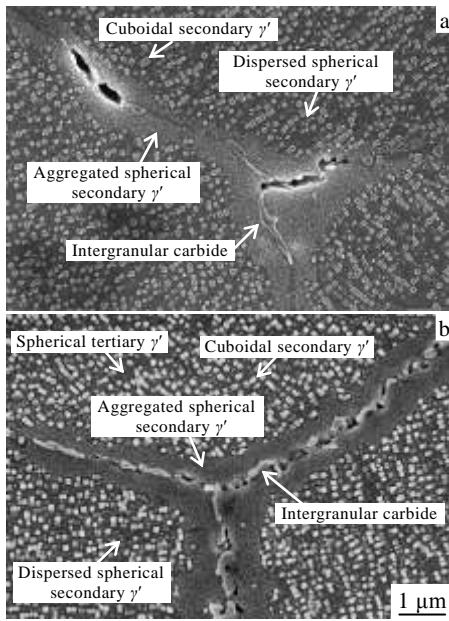 a
Cuboidal secondary γ′
Dispersed spherical
secondary γ′
Aggregated spherical
secondary γ′
Intergranular carbide
b
Spherical tertiary γ′
Cuboidal secondary γ′
Aggregated spherical
secondary γ′
Intergranular carbide
Dispersed spherical
secondary γ′
1 μm